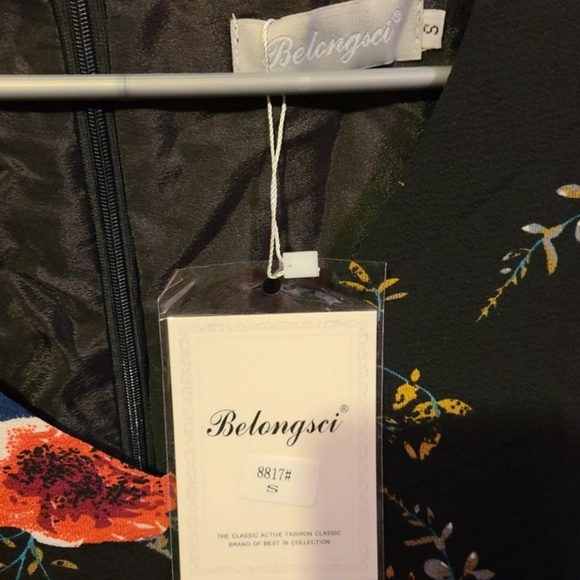 Belongsci®
S
Belongsci®
8817#
S
THE CLASSIC ACTIVE FASHION CLASSIC
BRAND OF BEST IN COLLECTION